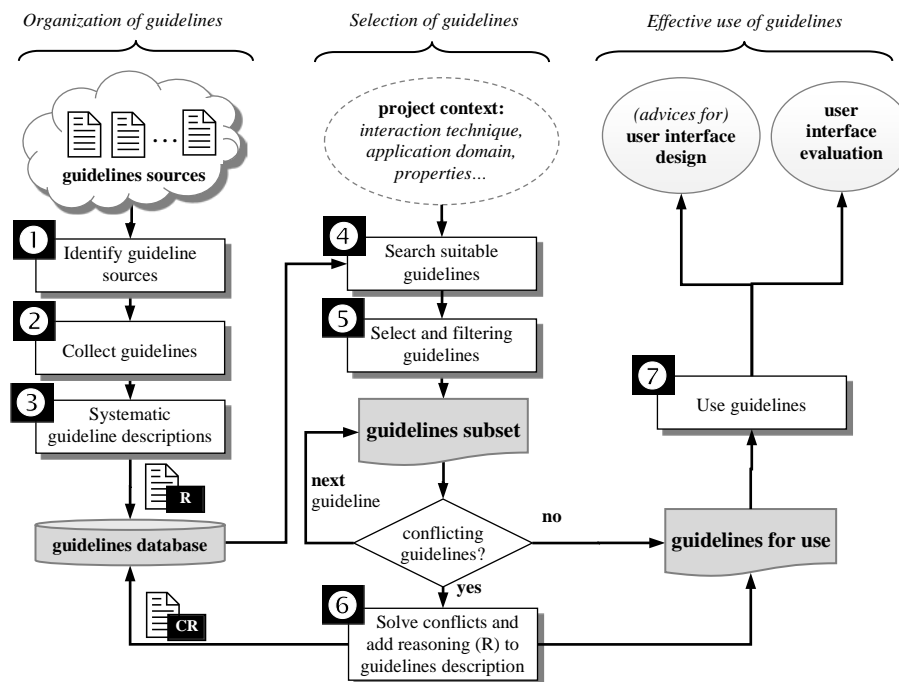 Organization of guidelines
Selection of guidelines
Effective use of guidelines
guidelines sources
project context:
interaction technique,
application domain,
properties…
(advices for)
user interface
design
user
interface
evaluation
1
Identify guideline
sources
2
Collect guidelines
3
Systematic
guideline descriptions
R
guidelines database
CR
4
Search suitable
guidelines
5
Select and filtering
guidelines
guidelines subset
next
guideline
conflicting
guidelines?
no
yes
6
Solve conflicts and
add reasoning (R) to
guidelines description
7
Use guidelines
guidelines for use